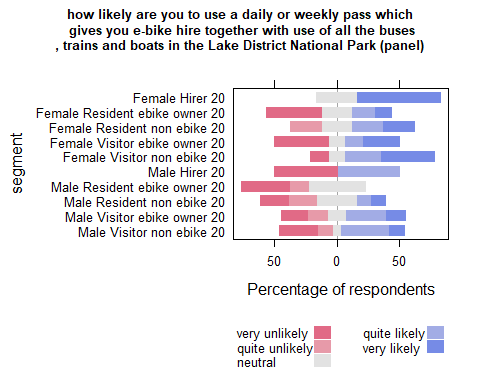 how likely are you to use a daily or weekly pass which
gives you e-bike hire together with use of all the buses
, trains and boats in the Lake District National Park (panel)
segment
Female Hirer 20
Female Resident ebike owner 20
Female Resident non ebike 20
Female Visitor ebike owner 20
Female Visitor non ebike 20
Male Hirer 20
Male Resident ebike owner 20
Male Resident non ebike 20
Male Visitor ebike owner 20
Male Visitor non ebike 20
50 0 50
Percentage of respondents
very unlikely quite likely
quite unlikely very likely
neutral